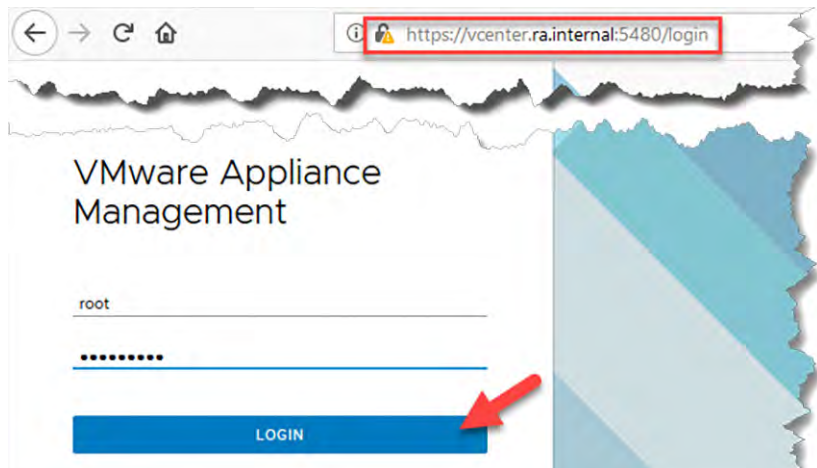 https://vcenter.ra.internal:5480/login
VMware Appliance
Management
root
•••••••••
LOGIN